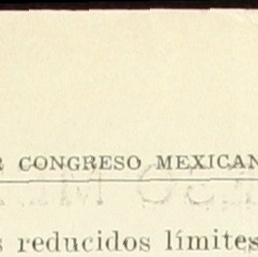 R CONGRESO MEXICAN
s reducidos límites